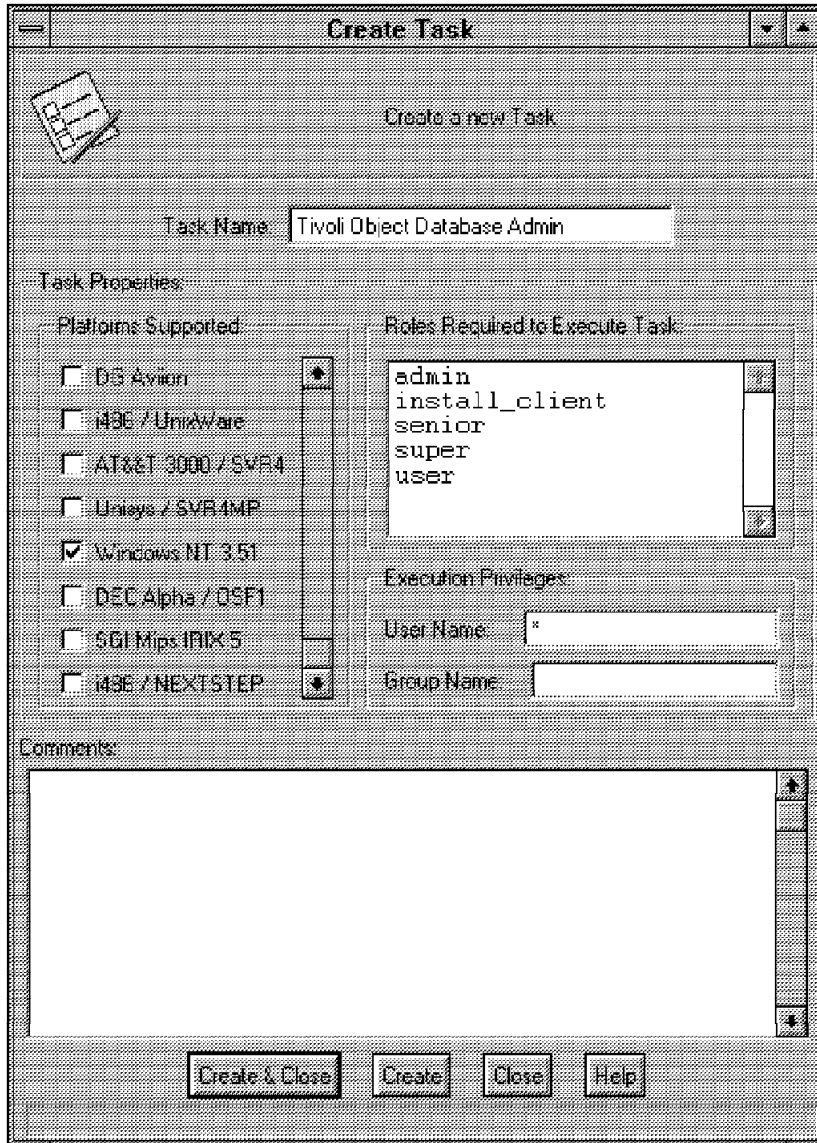 Create Task
Create a new Task
Task Name: Tivoli Object Database Admin
Task Properties:
Platforms Supported:
DG Aviion
i486 / UnixWare
AT&T 3000 / SVR4
Unisys / SVR4MP
Windows NT 3.51
DEC Alpha / OSF1
SGI Mips IRIX 5
i486 / NEXTSTEP
Roles Required to Execute Task:
admin
install_client
senior
super
user
Execution Privileges:
User Name: *
Group Name:
Comments:
Create & Close Create Close Help